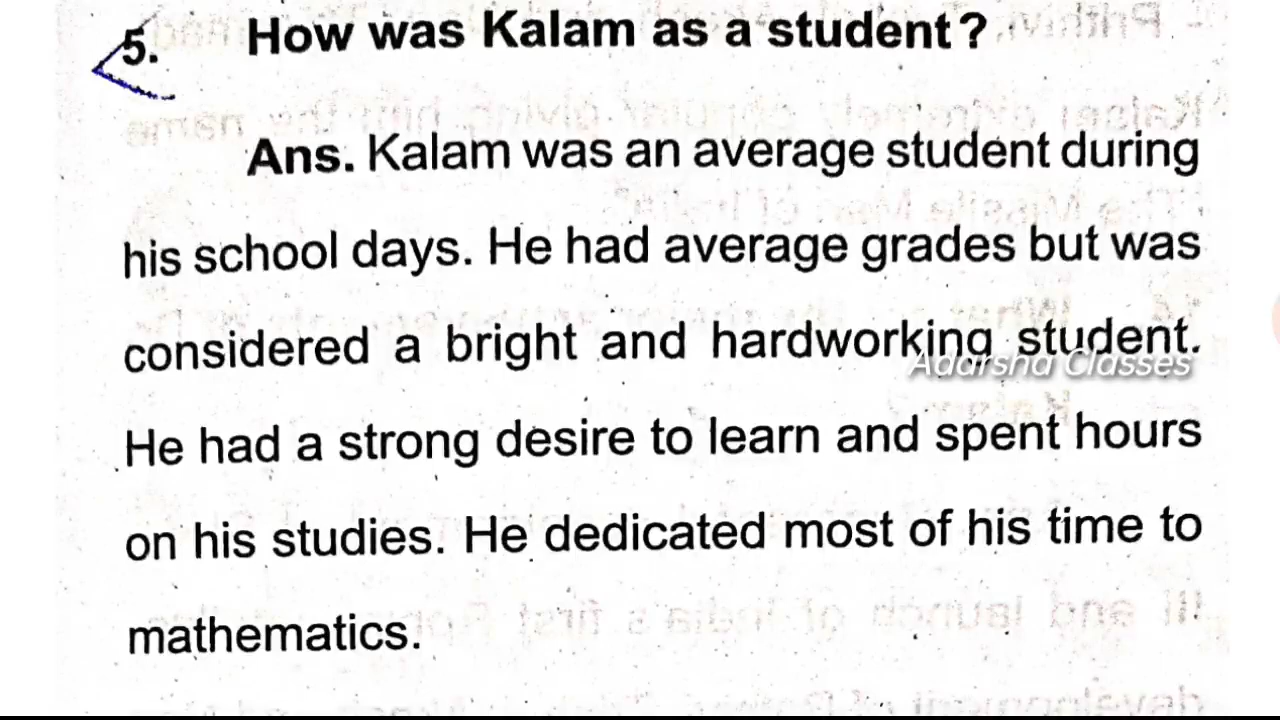 5. How was Kalam as a student?
Ans. Kalam was an average student during
his school days. He had average grades but was
considered a bright and hardworking student.
Adarsha Classes
He had a strong desire to learn and spent hours
on his studies. He dedicated most of his time to
mathematics.